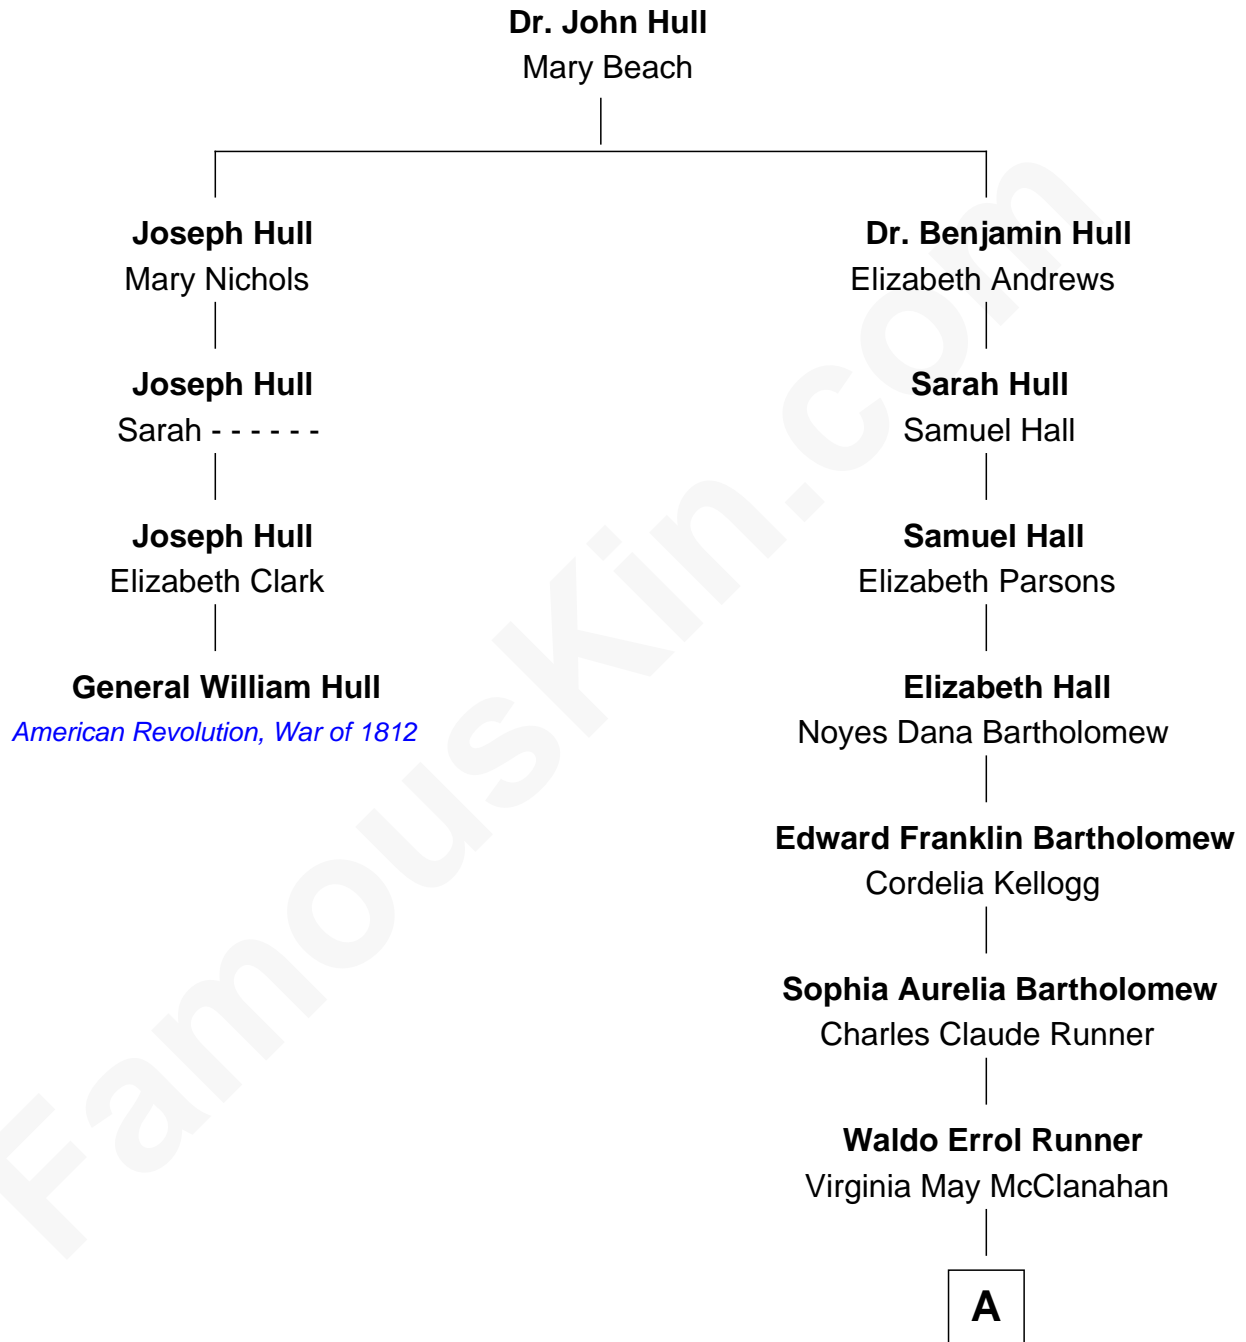 Dr. John Hull
Mary Beach
Joseph Hull
Mary Nichols
Dr. Benjamin Hull
Elizabeth Andrews
Joseph Hull
Sarah - - - - - -
Sarah Hull
Samuel Hall
Joseph Hull
Elizabeth Clark
Samuel Hall
Elizabeth Parsons
General William Hull
American Revolution, War of 1812
Elizabeth Hall
Noyes Dana Bartholomew
Edward Franklin Bartholomew
Cordelia Kellogg
Sophia Aurelia Bartholomew
Charles Claude Runner
Waldo Errol Runner
Virginia May McClanahan
A
FamousKin.com